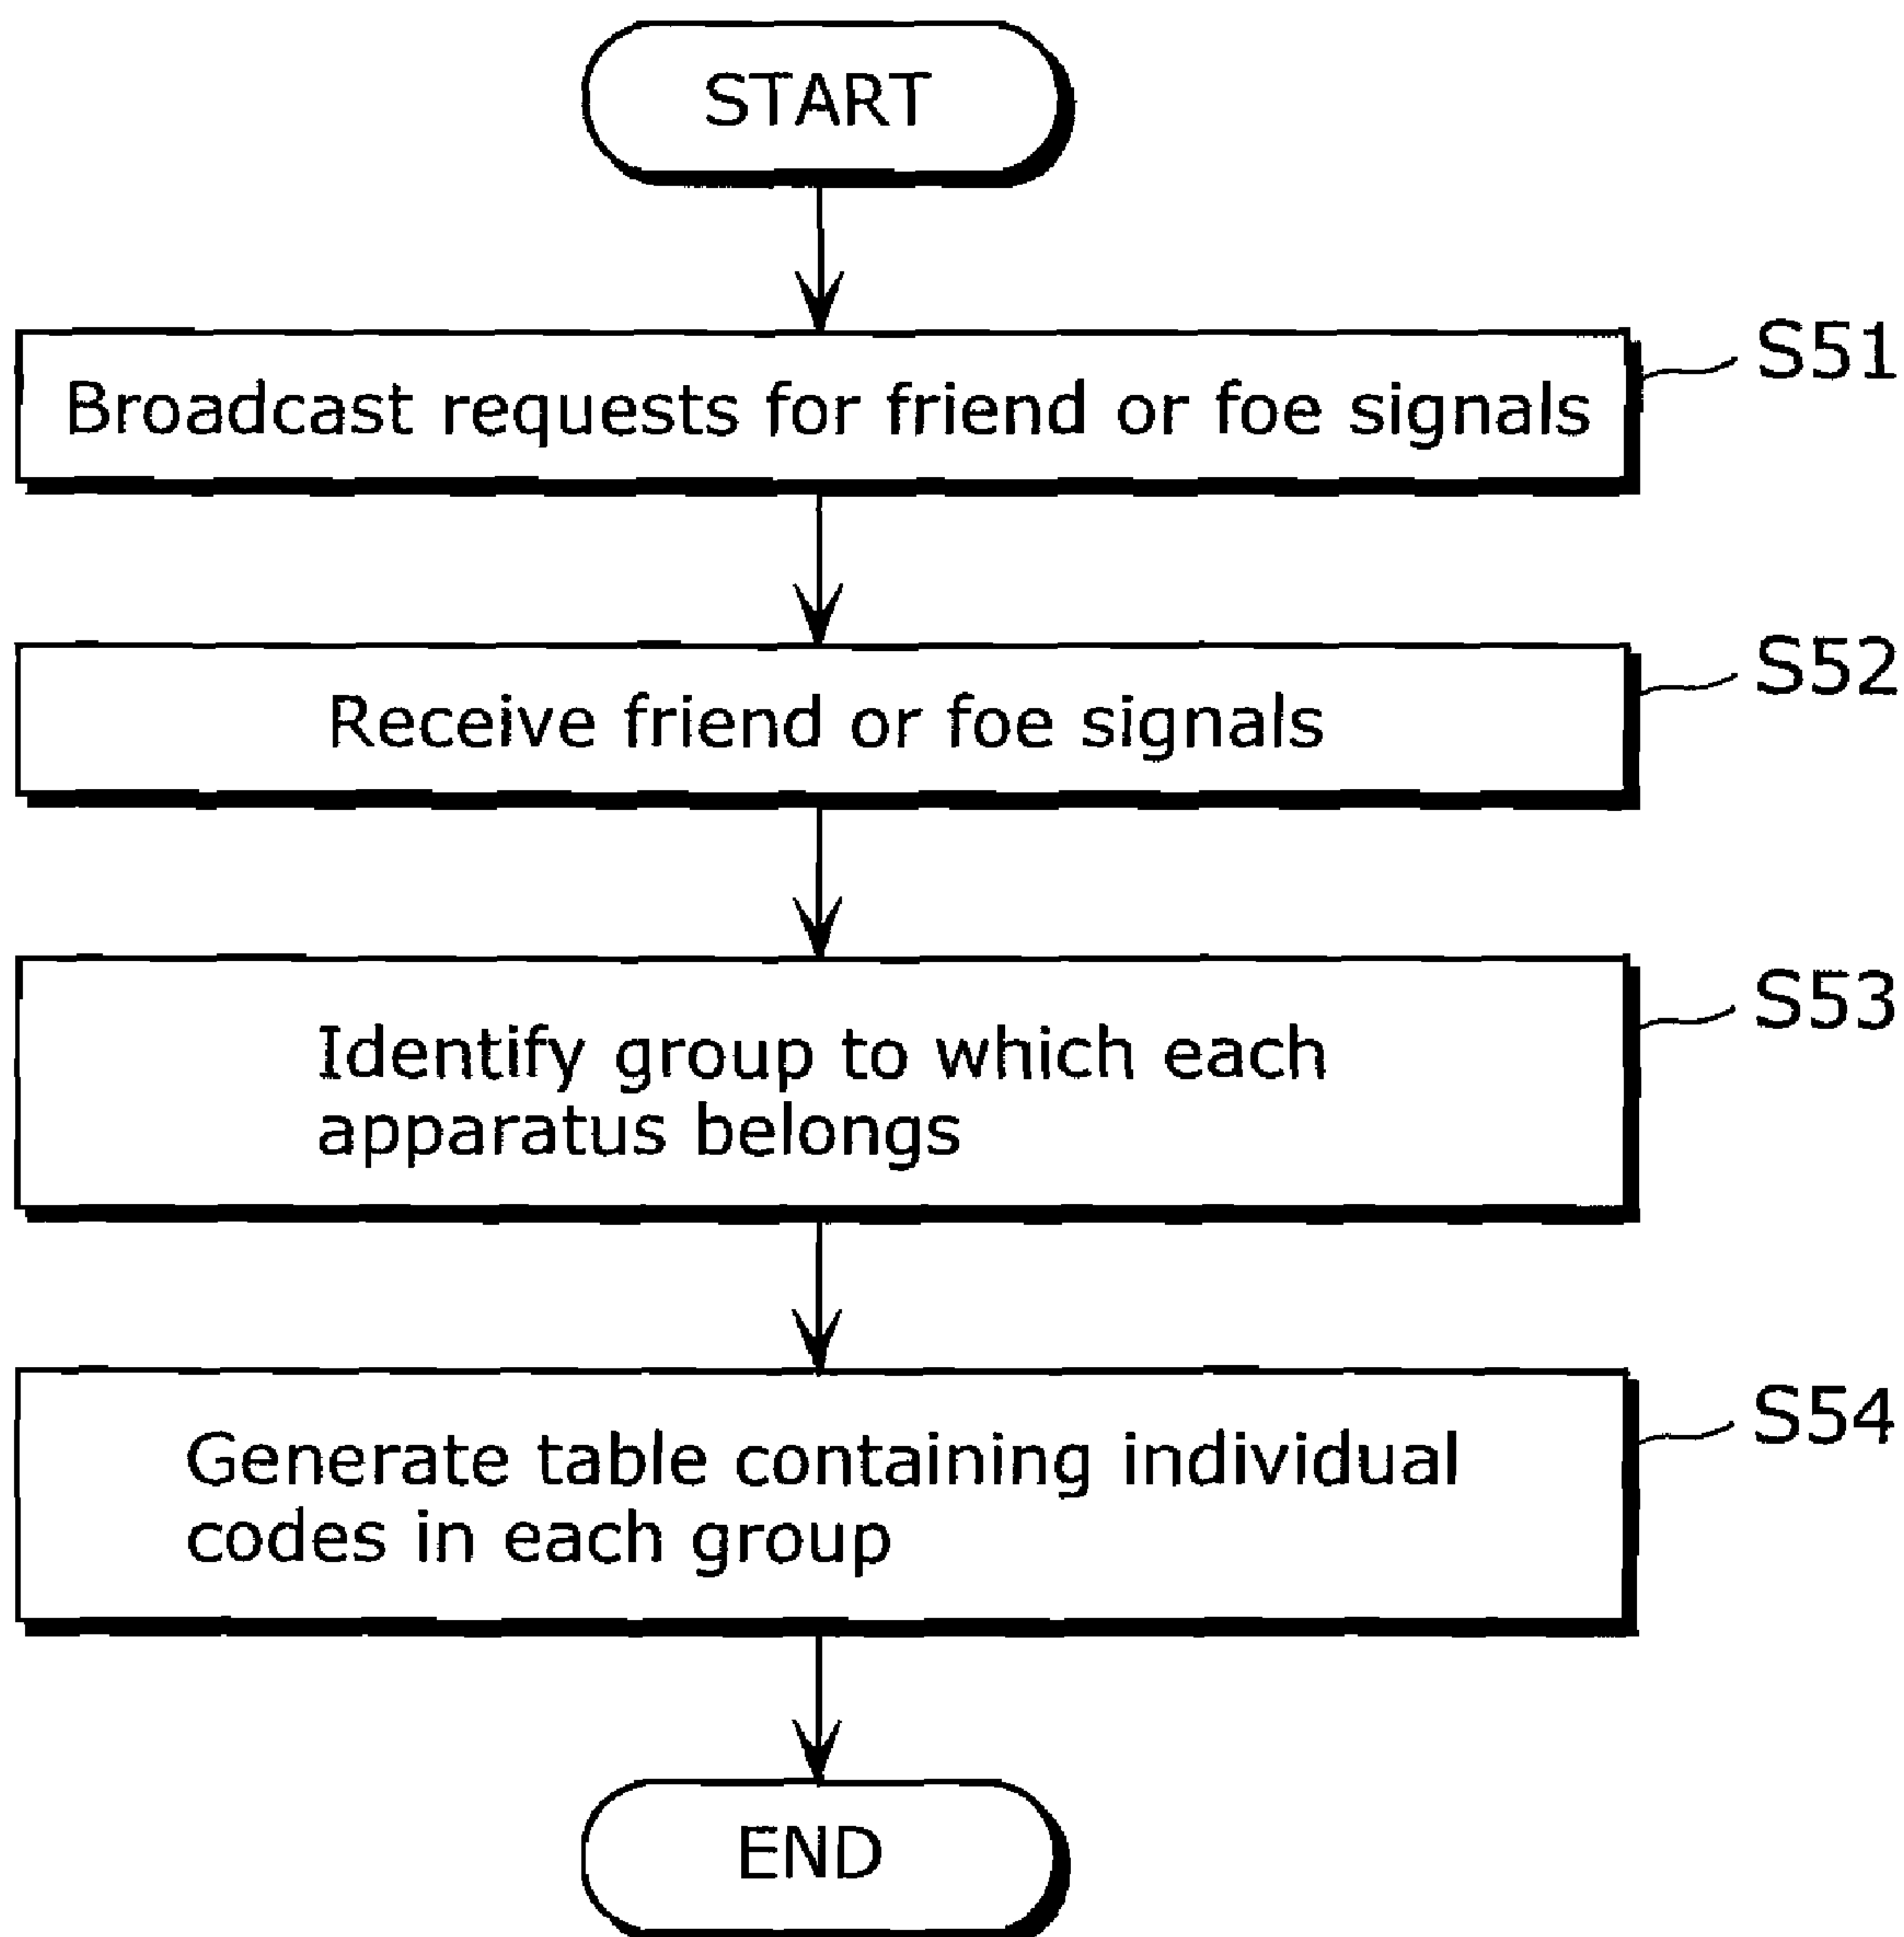 START
Broadcast requests for friend or foe signals
S51
Receive friend or foe signals
S52
Identify group to which each
apparatus belongs
S53
Generate table containing individual
codes in each group
S54
END